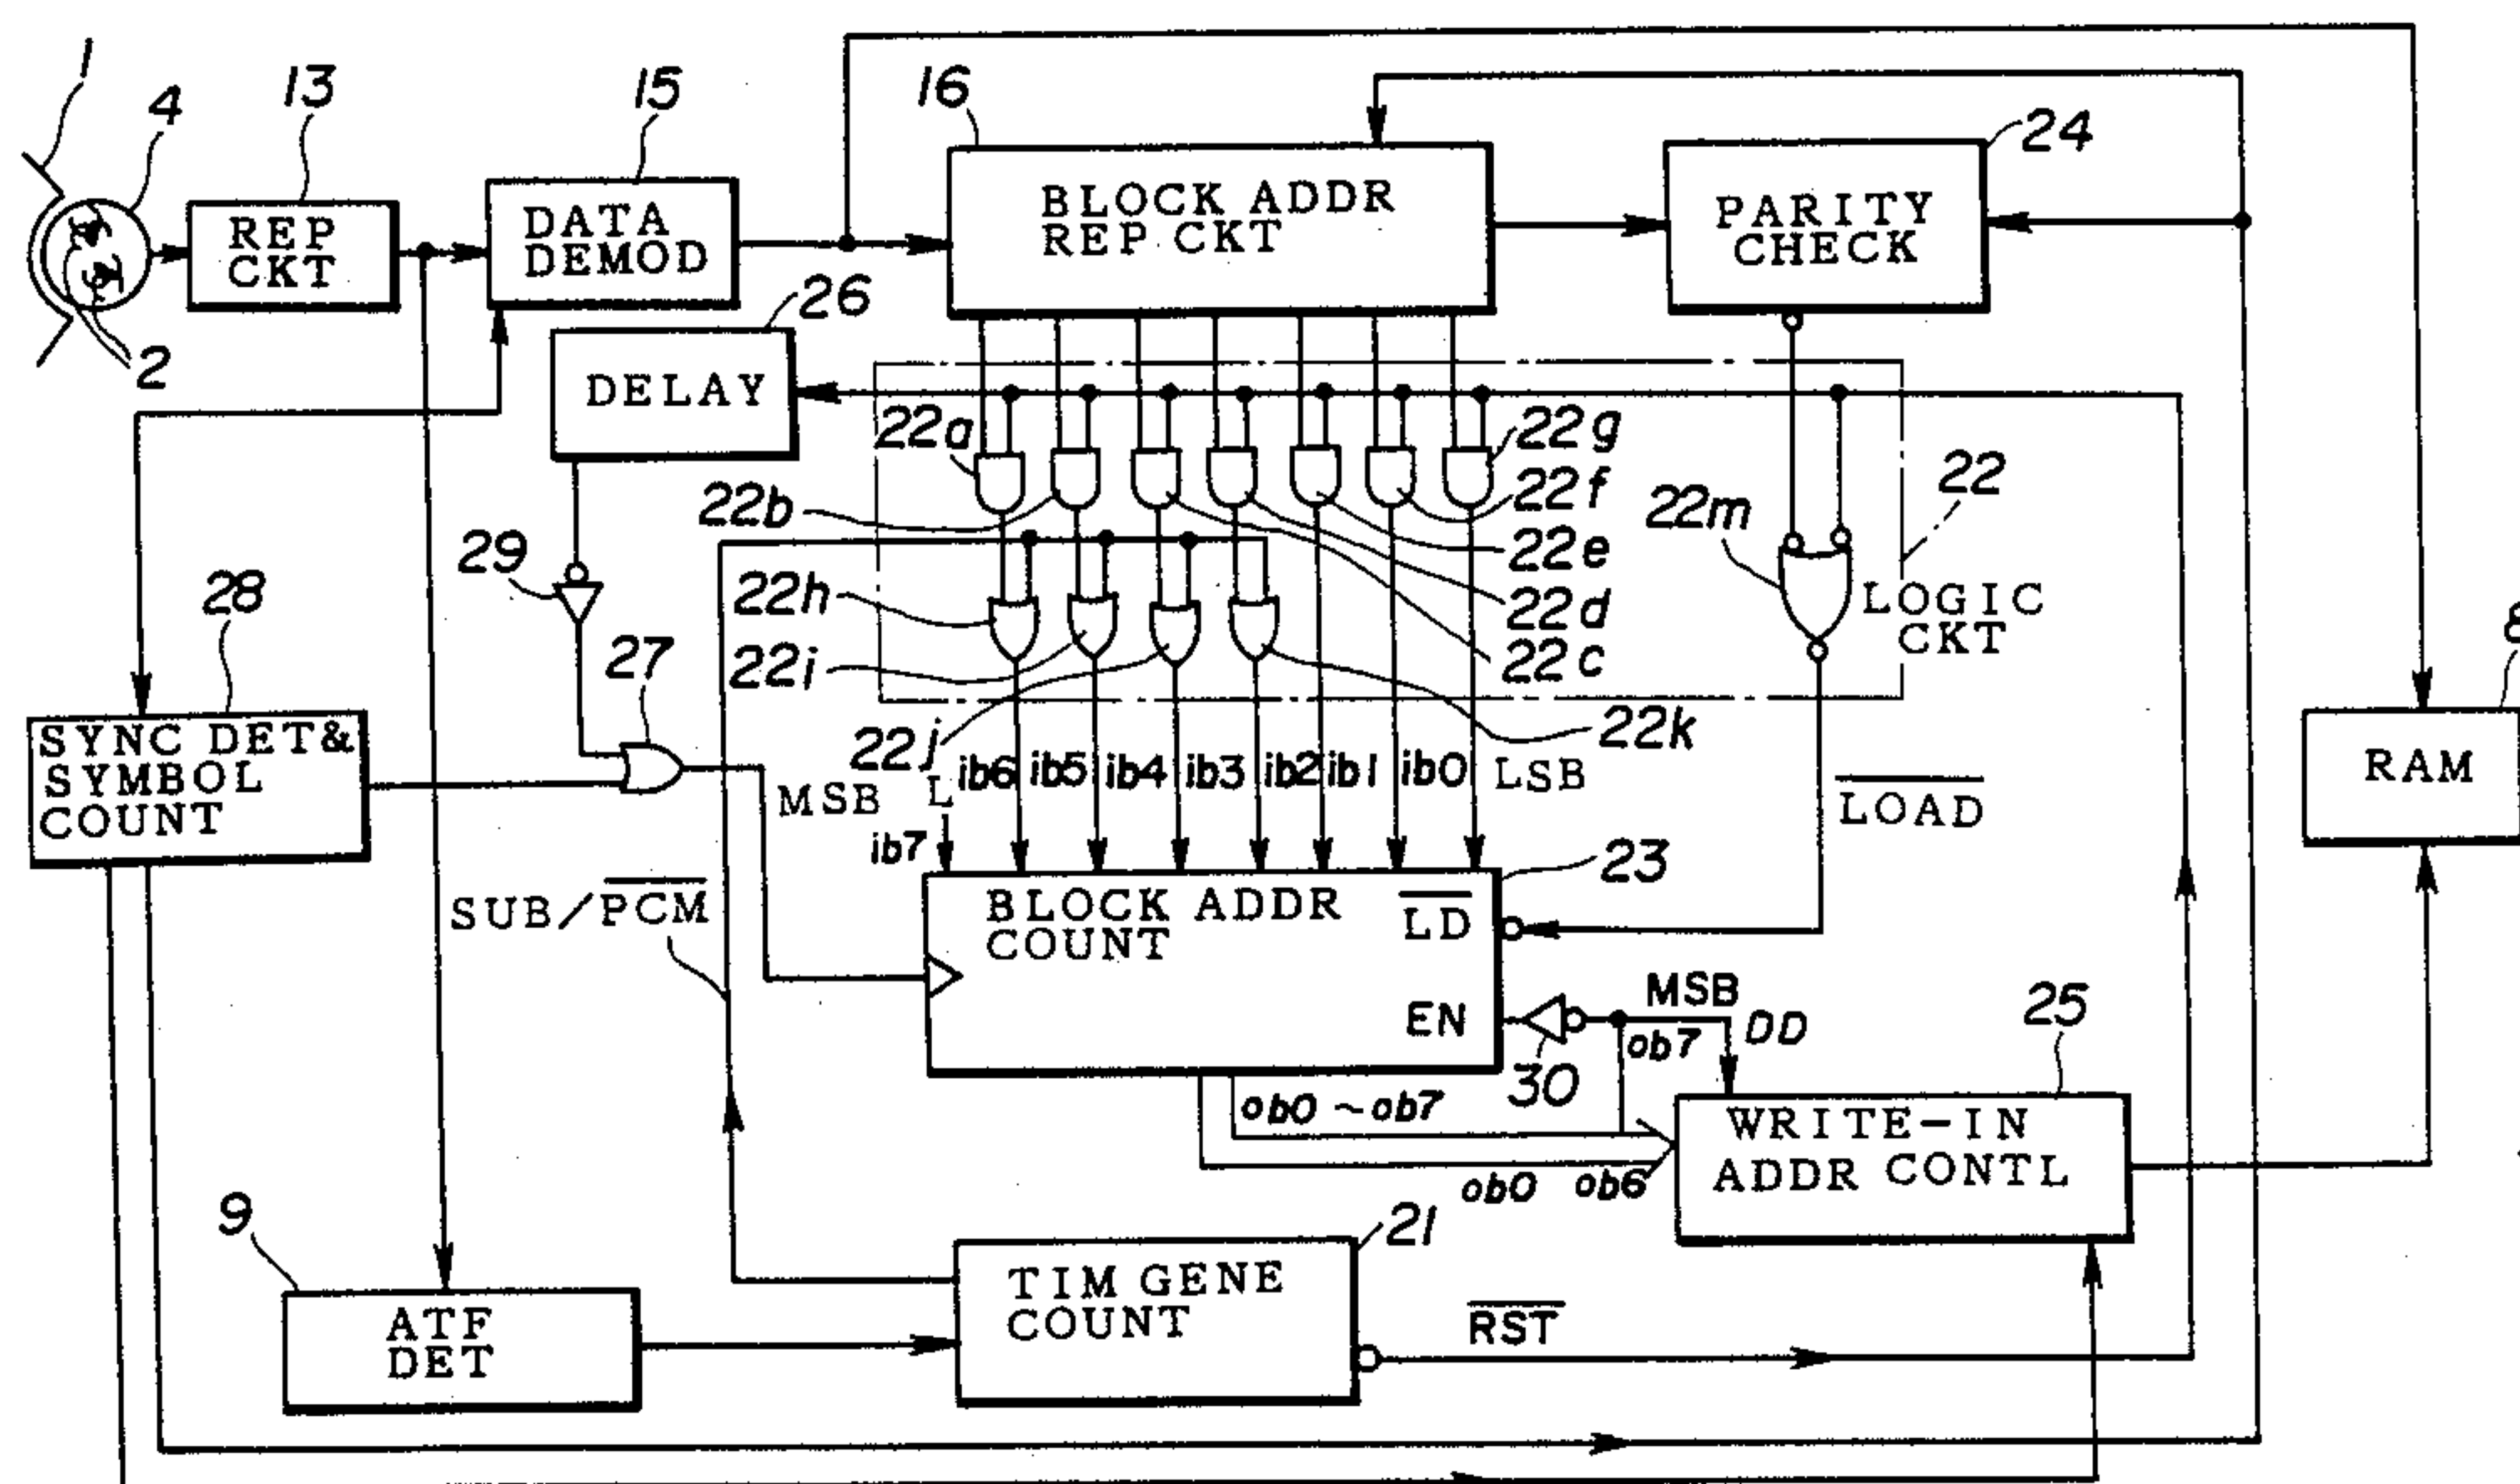 1
4
13
15
16
24
REP
CKT
DATA
DEMOD
BLOCK ADDR
REP CKT
PARITY
CHECK
2
26
DELAY
22a
22b
22g
22f
22e
22d
22c
22m
22
LOGIC
CKT
29
28
22h
22i
22j
22k
27
SYNC DET&
SYMBOL
COUNT
MSB
L
ib6
ib5
ib4
ib3
ib2
ib1
ib0
LSB
ib7
LOAD
RAM
8
23
SUB/PCM
BLOCK ADDR
COUNT
LD
EN
30
MSB
ob7
DD
25
ob0 ~ ob7
ob0 ob6
WRITE-IN
ADDR CONTL
9
ATF
DET
21
TIM GENE
COUNT
RST